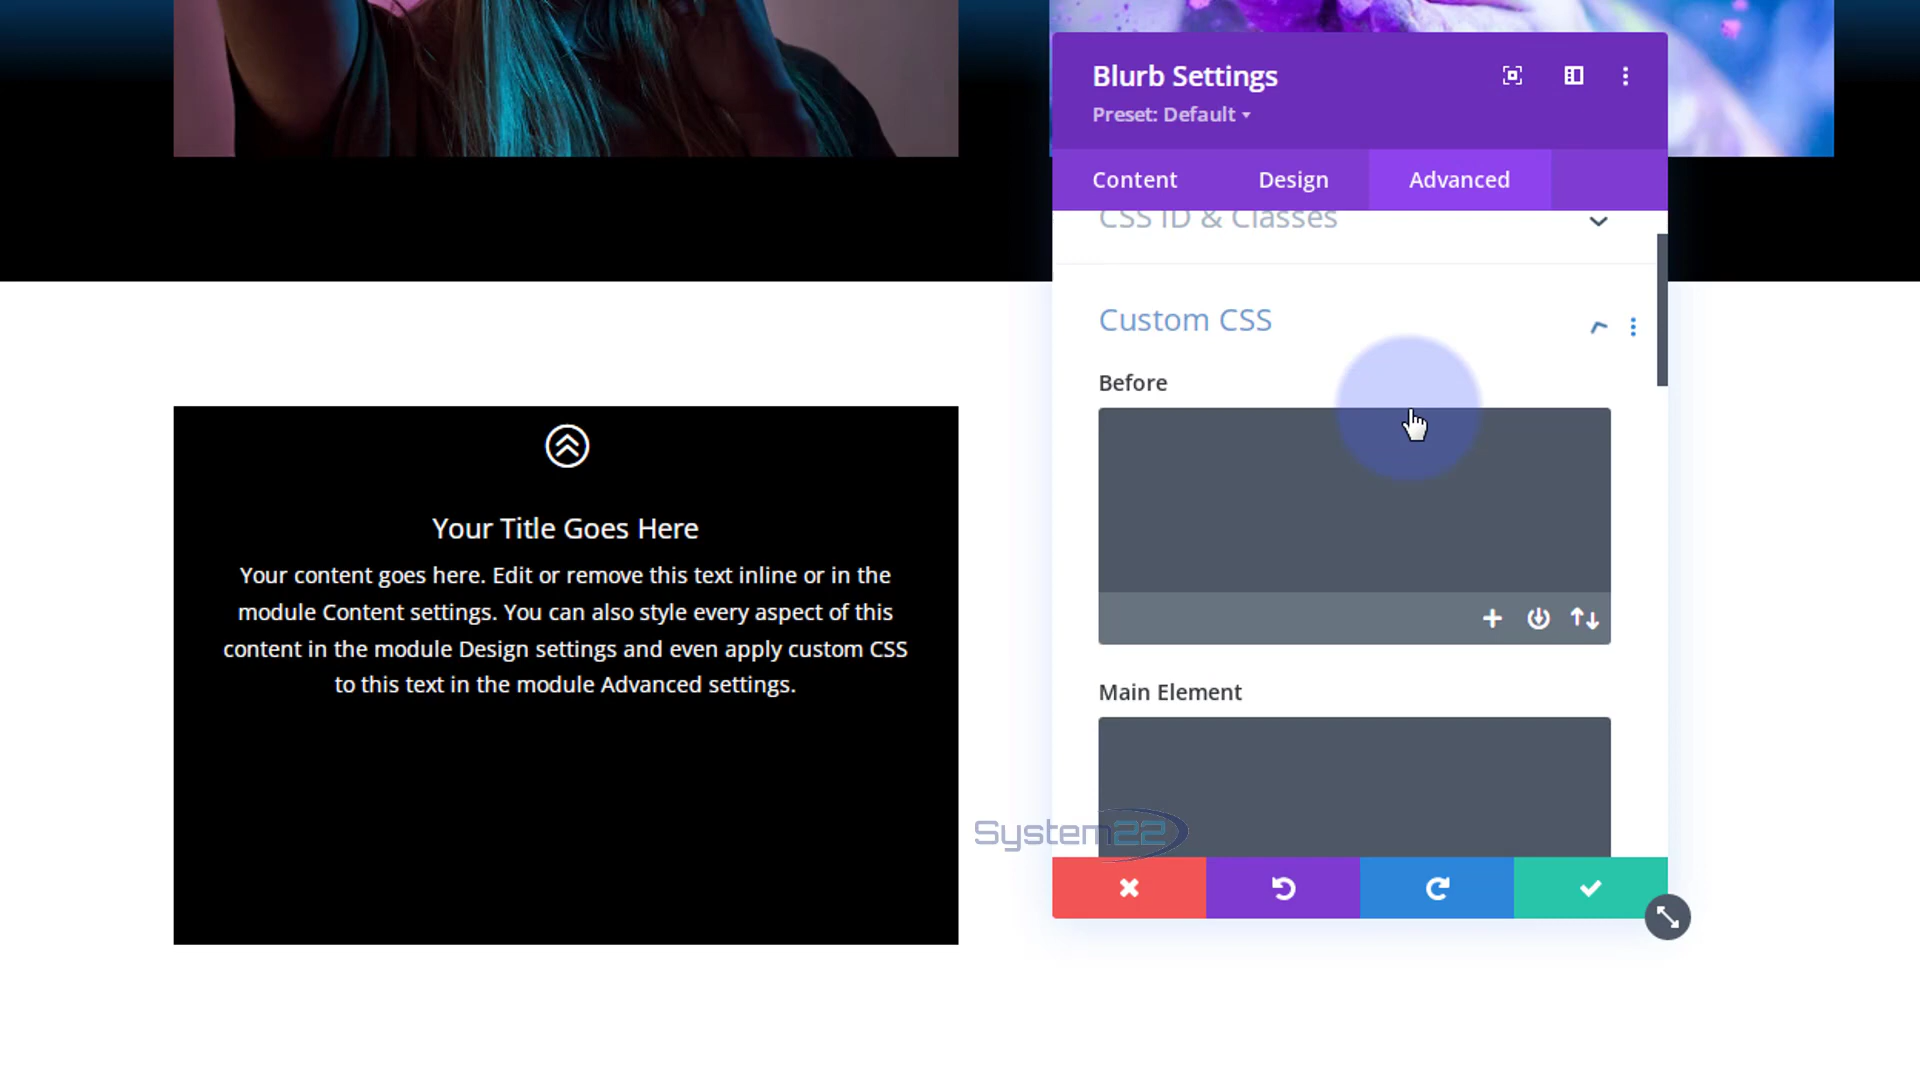 Blurb Settings
Preset: Default
Content
Design
Advanced
CSS ID & Classes
Custom CSS
Before
Main Element
Your Title Goes Here
Your content goes here. Edit or remove this text inline or in the
module Content settings. You can also style every aspect of this
content in the module Design settings and even apply custom CSS
to this text in the module Advanced settings.
System22